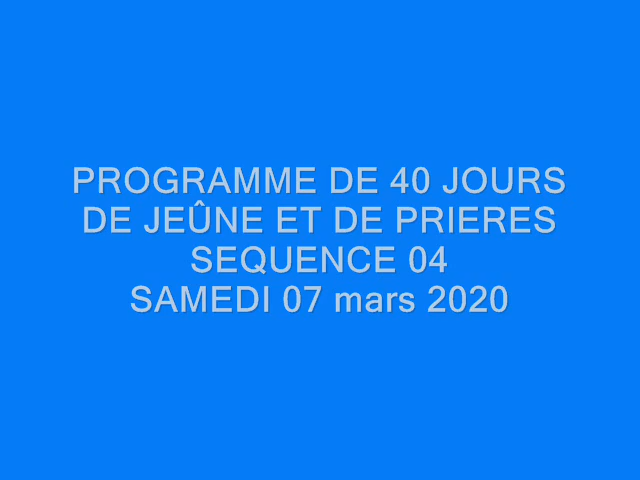 PROGRAMME DE 40 JOURS
DE JEÛNE ET DE PRIERES
SEQUENCE 04
SAMEDI 07 mars 2020